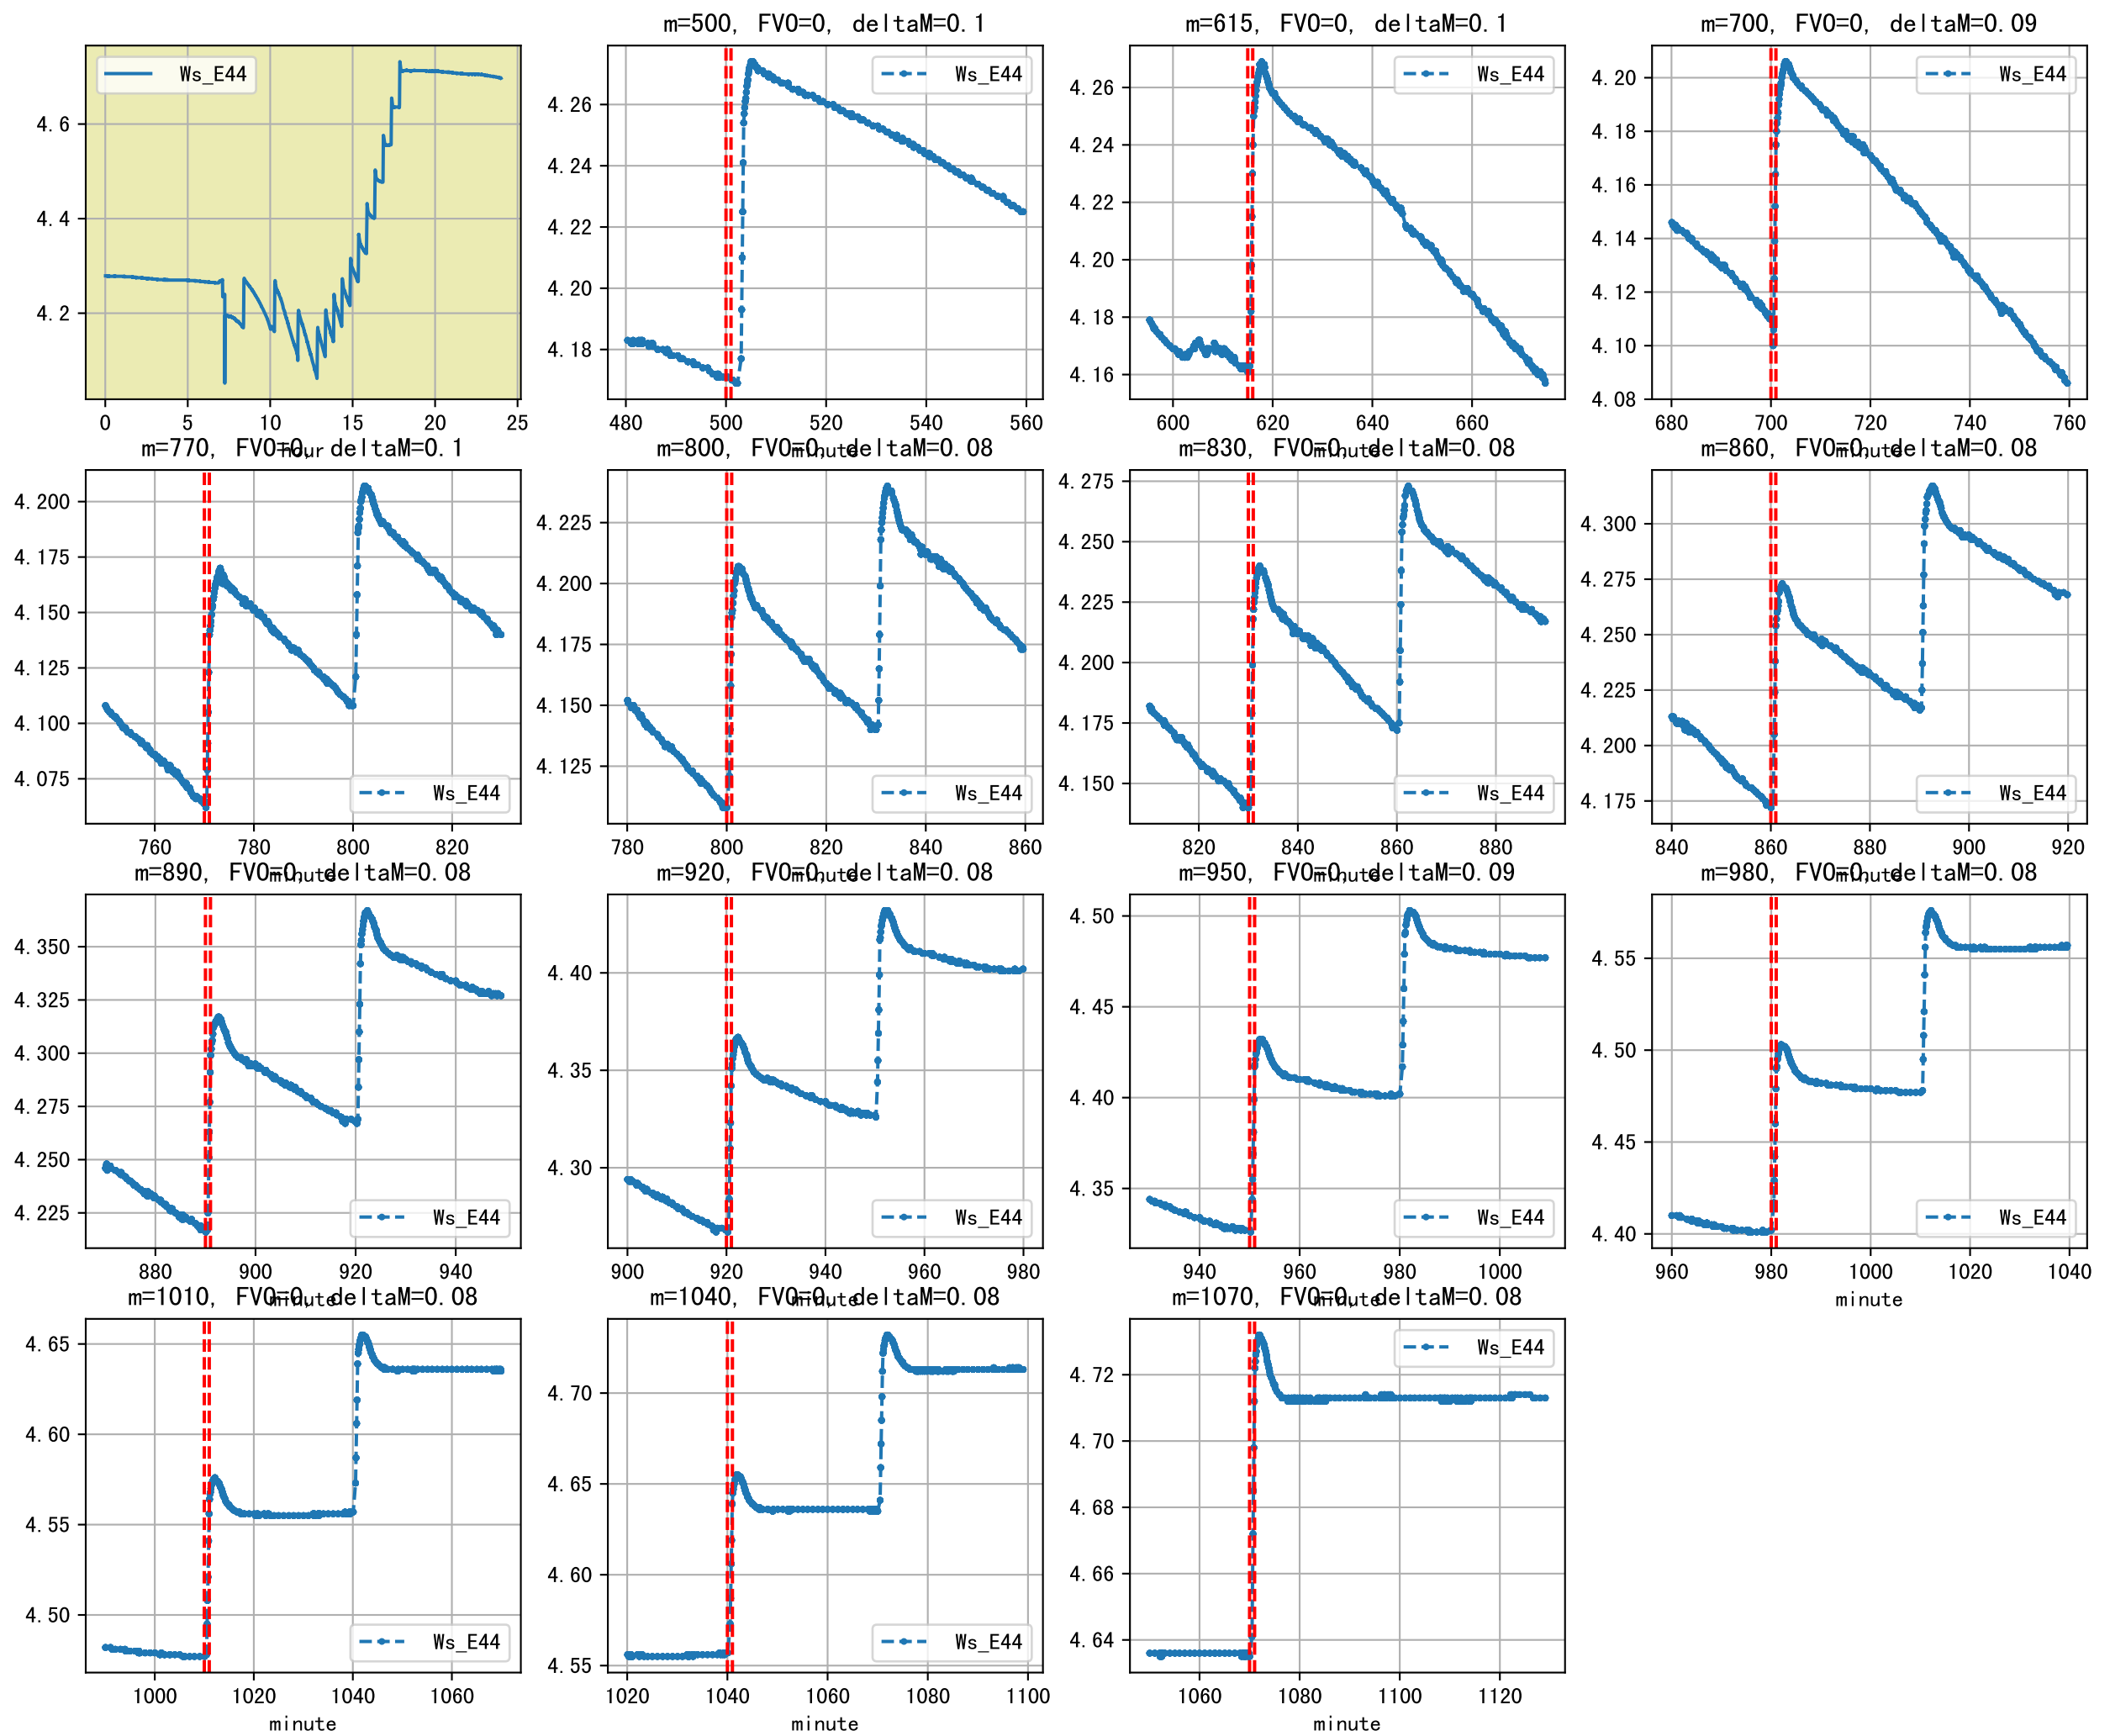 m=500, FVO=0, deltaM=0.1
m=615, FVO=0, deltaM=0.1
m=700, FVO=0, deltaM=0.09
Ws_E44
Ws_E44
Ws_E44
Ws_E44
4.6
4.4
4.2
0 5 10 15 20 25
hour
4.26
4.24
4.22
4.20
4.18
480 500 520 540 560
minute
4.26
4.24
4.22
4.20
4.18
4.16
600 620 640 660
minute
4.20
4.18
4.16
4.14
4.12
4.10
4.08
680 700 720 740 760
minute
m=770, FVO=0, deltaM=0.1
m=800, FVO=0, deltaM=0.08
m=830, FVO=0, deltaM=0.08
m=860, FVO=0, deltaM=0.08
4.200
4.175
4.150
4.125
4.100
4.075
Ws_E44
760 780 800 820
minute
4.225
4.200
4.175
4.150
4.125
Ws_E44
780 800 820 840 860
minute
4.275
4.250
4.225
4.200
4.175
4.150
Ws_E44
820 840 860 880
minute
4.300
4.275
4.250
4.225
4.200
4.175
Ws_E44
840 860 880 900 920
minute
m=890, FVO=0, deltaM=0.08
m=920, FVO=0, deltaM=0.08
m=950, FVO=0, deltaM=0.09
m=980, FVO=0, deltaM=0.08
4.350
4.325
4.300
4.275
4.250
4.225
Ws_E44
880 900 920 940
minute
4.40
4.35
4.30
Ws_E44
900 920 940 960 980
minute
4.50
4.45
4.40
4.35
Ws_E44
940 960 980 1000
minute
4.55
4.50
4.45
4.40
Ws_E44
960 980 1000 1020 1040
minute
m=1010, FVO=0, deltaM=0.08
m=1040, FVO=0, deltaM=0.08
m=1070, FVO=0, deltaM=0.08
4.65
4.60
4.55
4.50
Ws_E44
1000 1020 1040 1060
minute
4.70
4.65
4.60
4.55
Ws_E44
1020 1040 1060 1080 1100
minute
Ws_E44
4.72
4.70
4.68
4.66
4.64
1060 1080 1100 1120
minute